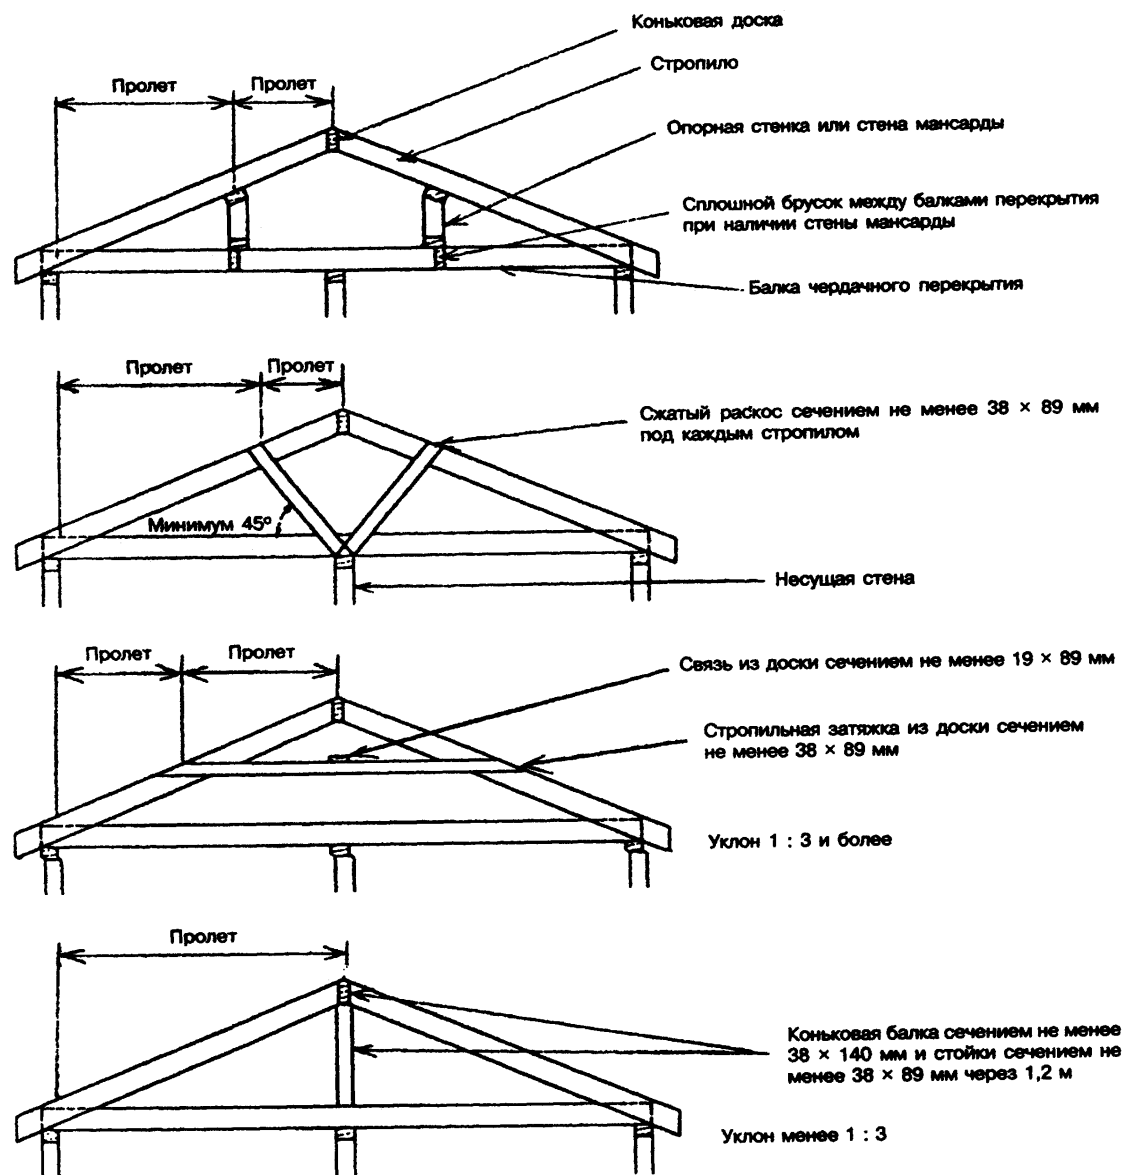 Коньковая доска
Стропило
Пролет
Пролет
Опорная стенка или стена мансарды
Сплошной брусок между балками перекрытия
при наличии стены мансарды
Балка чердачного перекрытия
Пролет
Пролет
Сжатый раскос сечением не менее 38 × 89 мм
под каждым стропилом
Минимум 45°
Несущая стена
Пролет
Пролет
Связь из доски сечением не менее 19 × 89 мм
Стропильная затяжка из доски сечением
не менее 38 × 89 мм
Уклон 1 : 3 и более
Пролет
Коньковая балка сечением не менее
38 × 140 мм и стойки сечением не
менее 38 × 89 мм через 1,2 м
Уклон менее 1 : 3